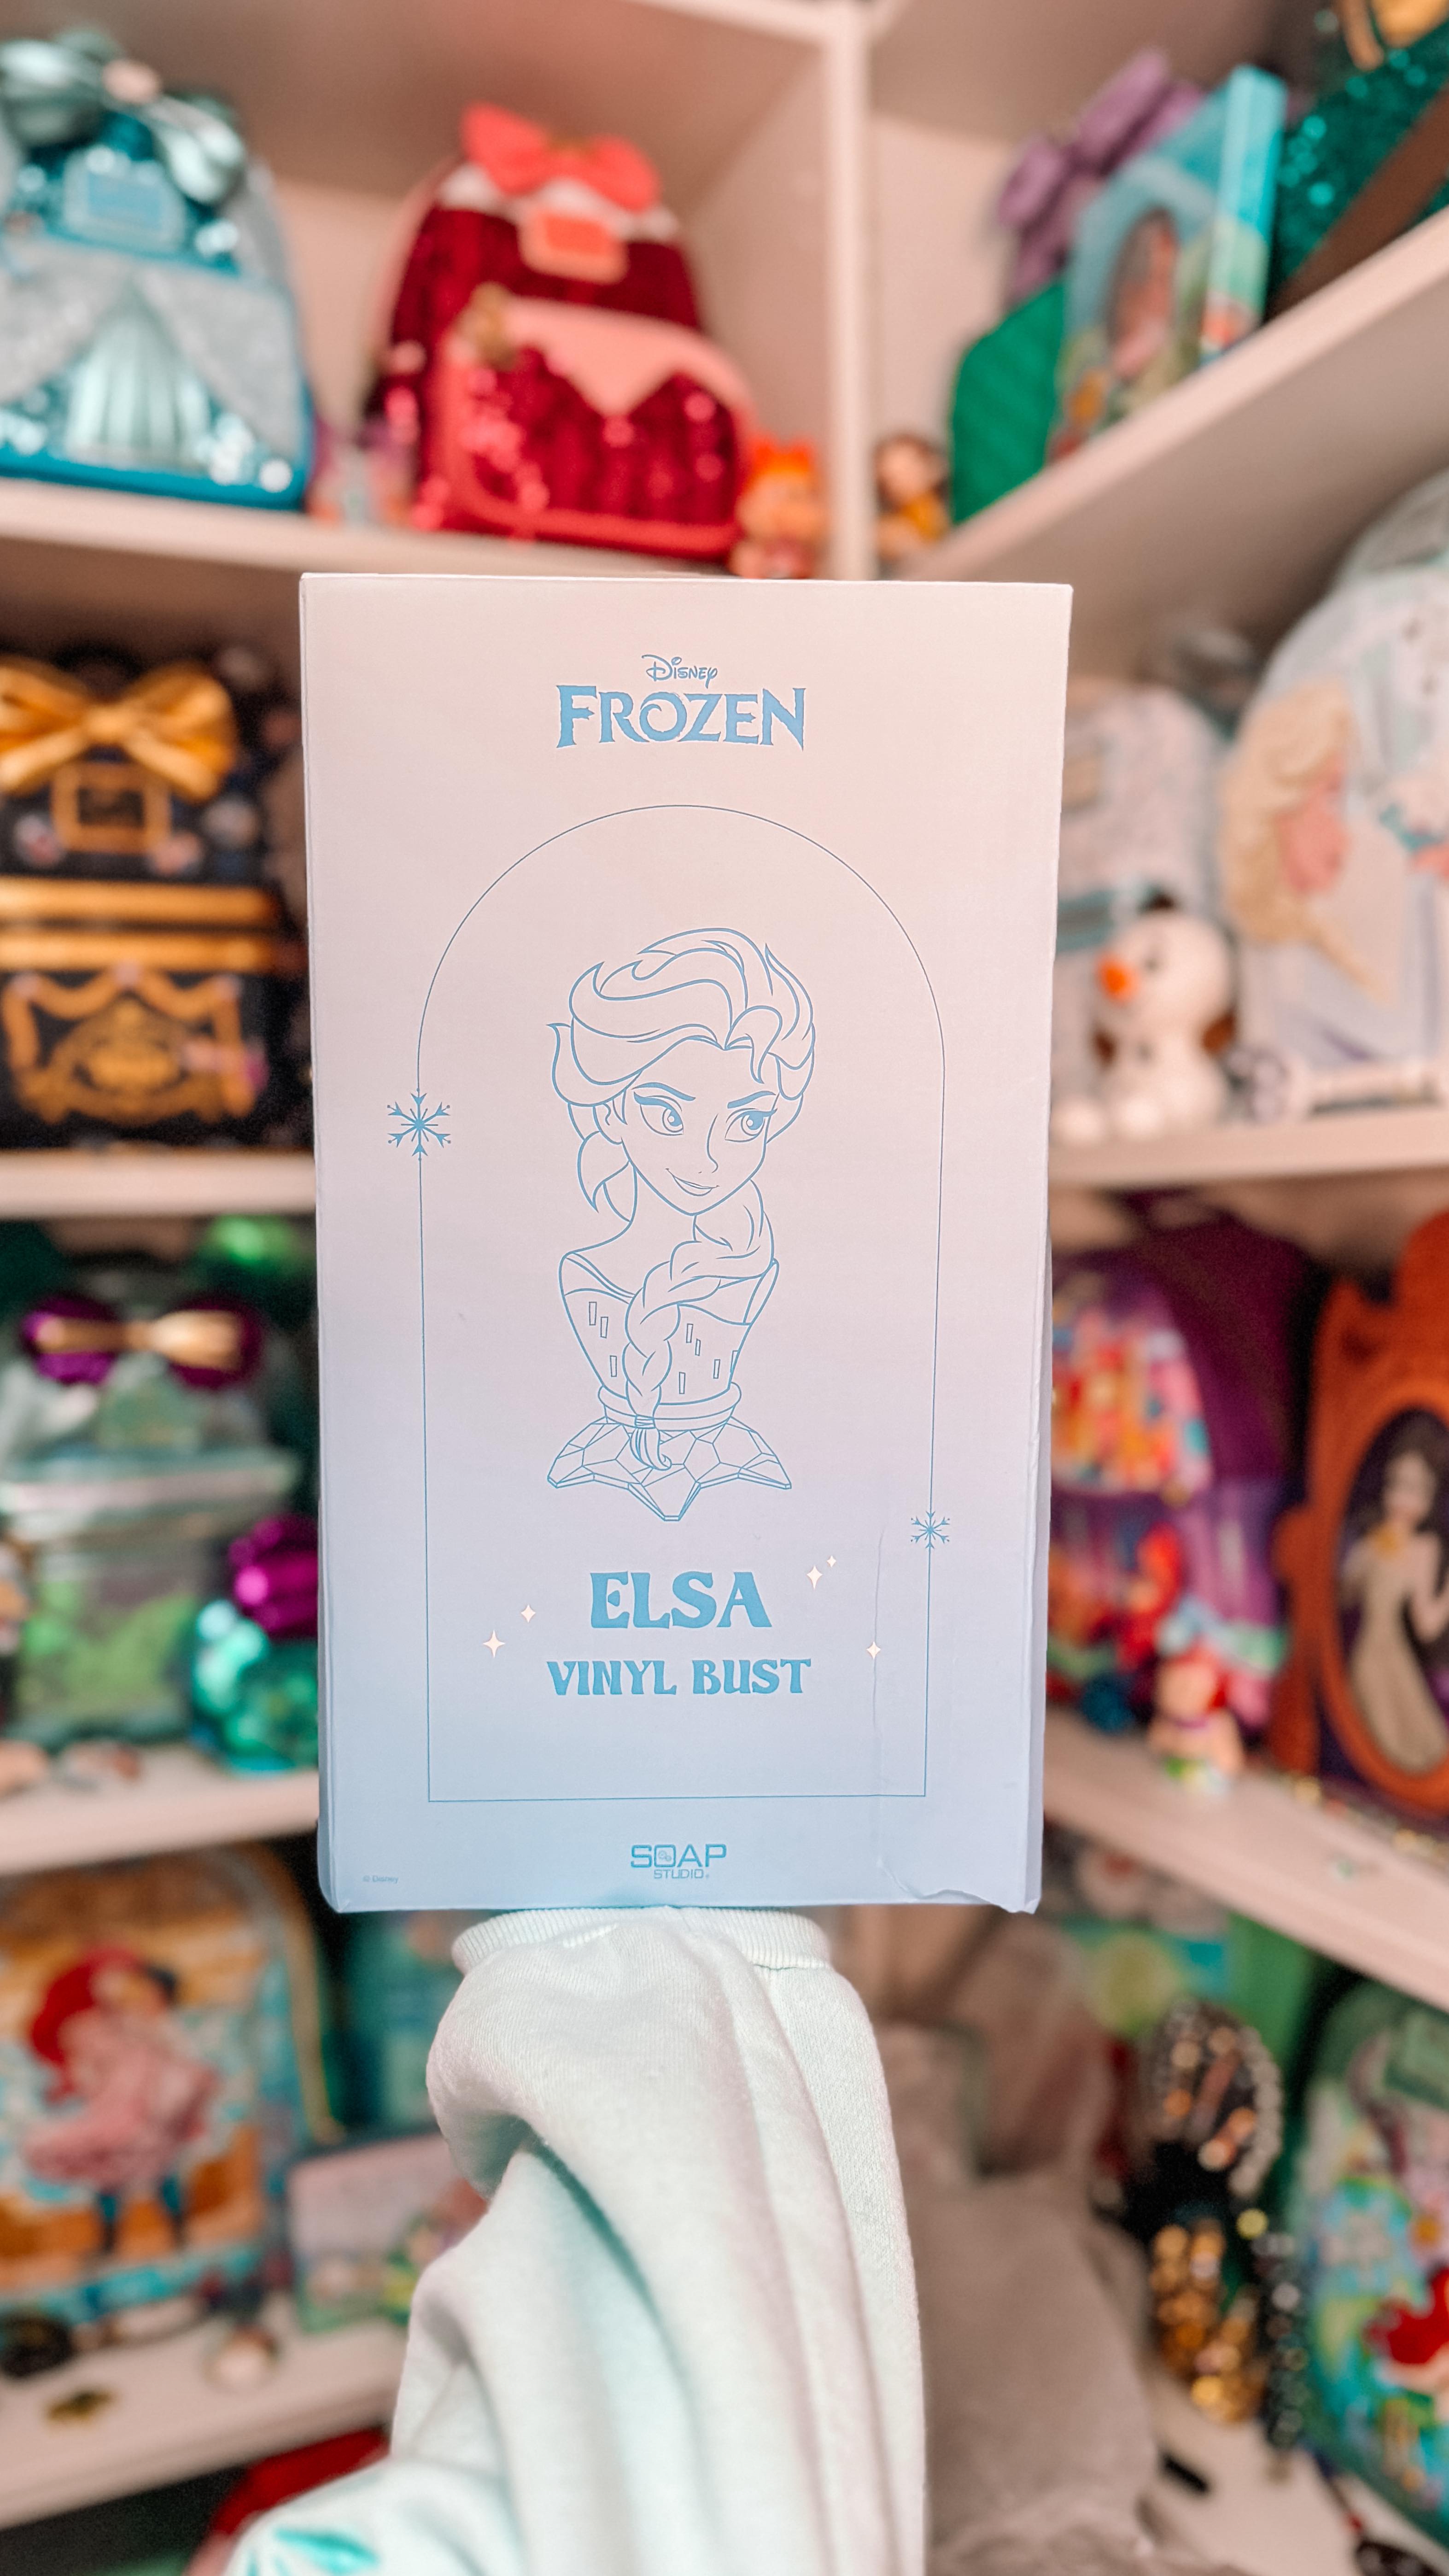 Disney
FROZEN
ELSA
VINYL BUST
SOAP
STUDIO®
© Disney